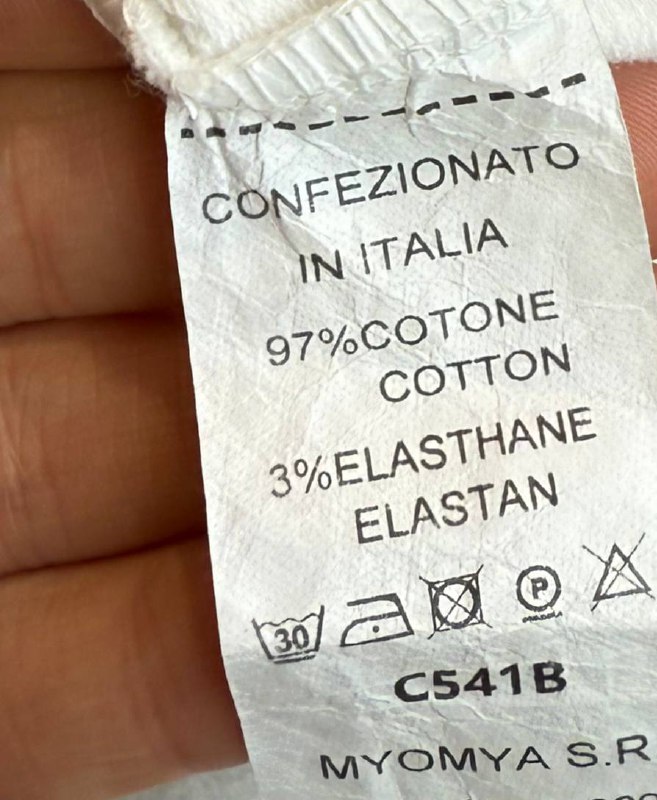 CONFEZIONATO
IN ITALIA
97%COTONE
COTTON
3%ELASTHANE
ELASTAN
30 P
C541B
MYOMYA S.R